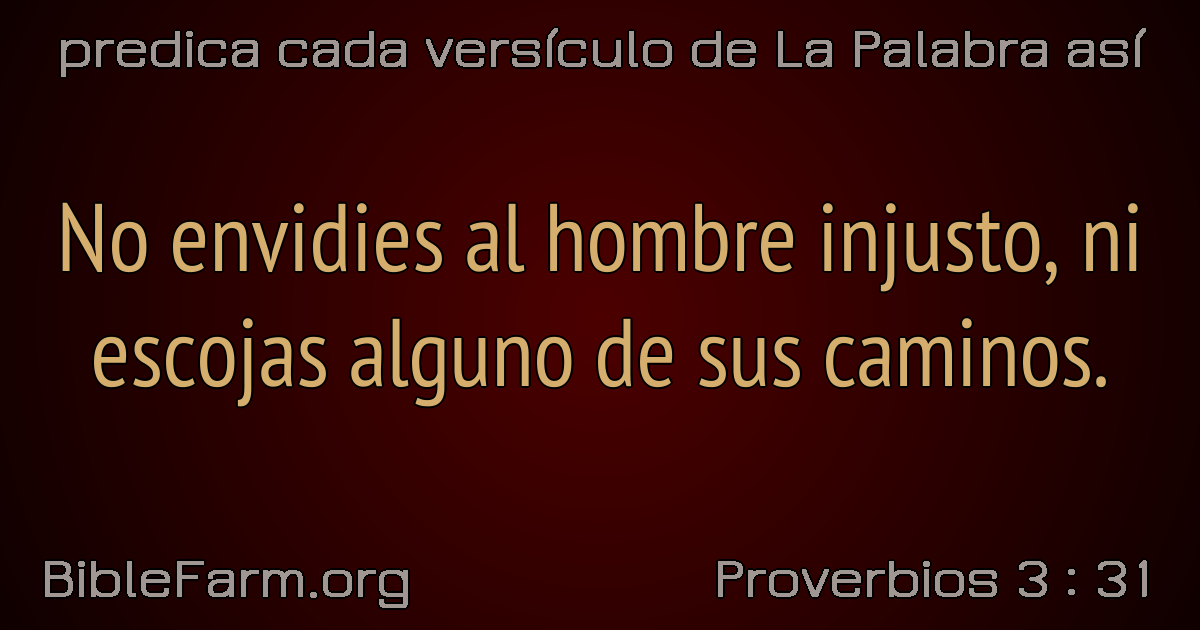 predica cada versículo de La Palabra así
No envidies al hombre injusto, ni
escojas alguno de sus caminos.
BibleFarm.org
Proverbios 3 : 31